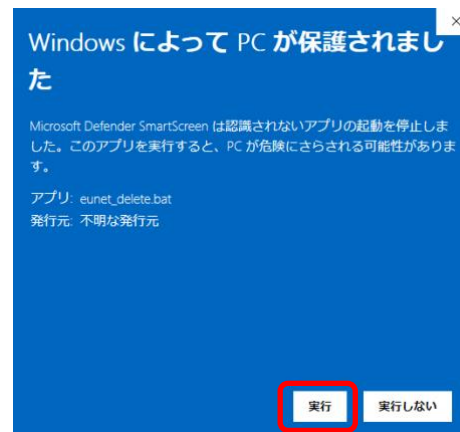 ×
Windows によって PC が保護されまし
た
Microsoft Defender SmartScreen は認識されないアプリの起動を停止しま
した。このアプリを実行すると、PC が危険にさらされる可能性がありま
す。
アプリ: eunet_delete.bat
発行元: 不明な発行元
実行 実行しない